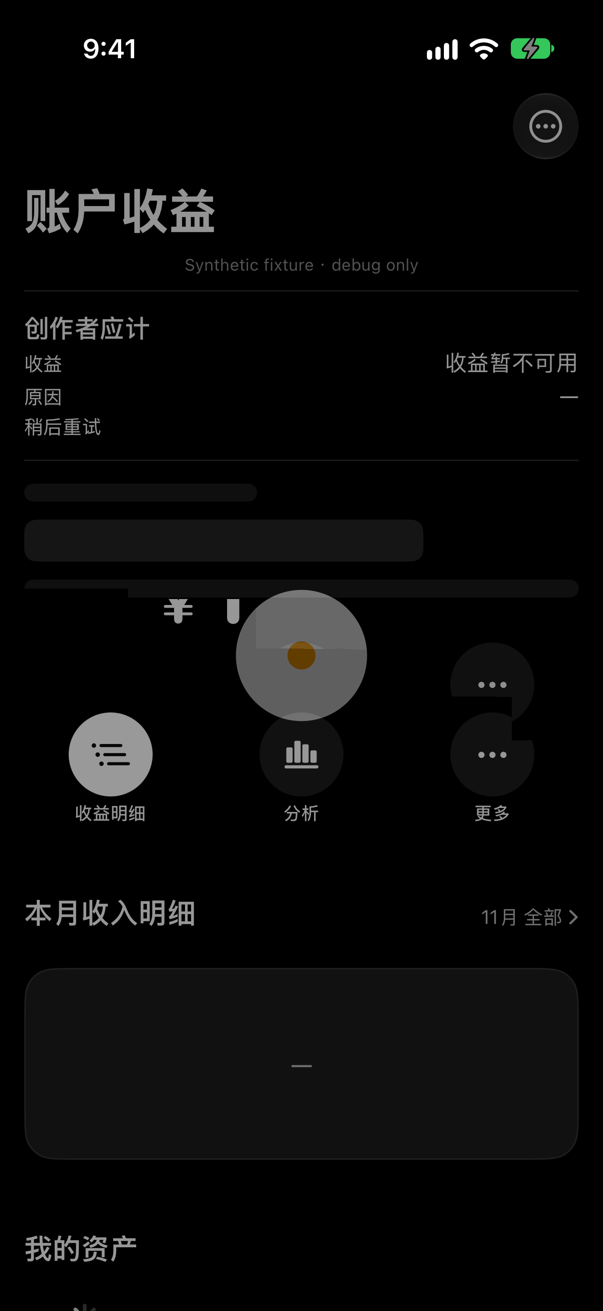 9:41
账户收益
Synthetic fixture · debug only
创作者应计
收益 收益暂不可用
原因 —
稍后重试
¥
收益明细 分析 更多
本月收入明细 11月 全部
—
我的资产